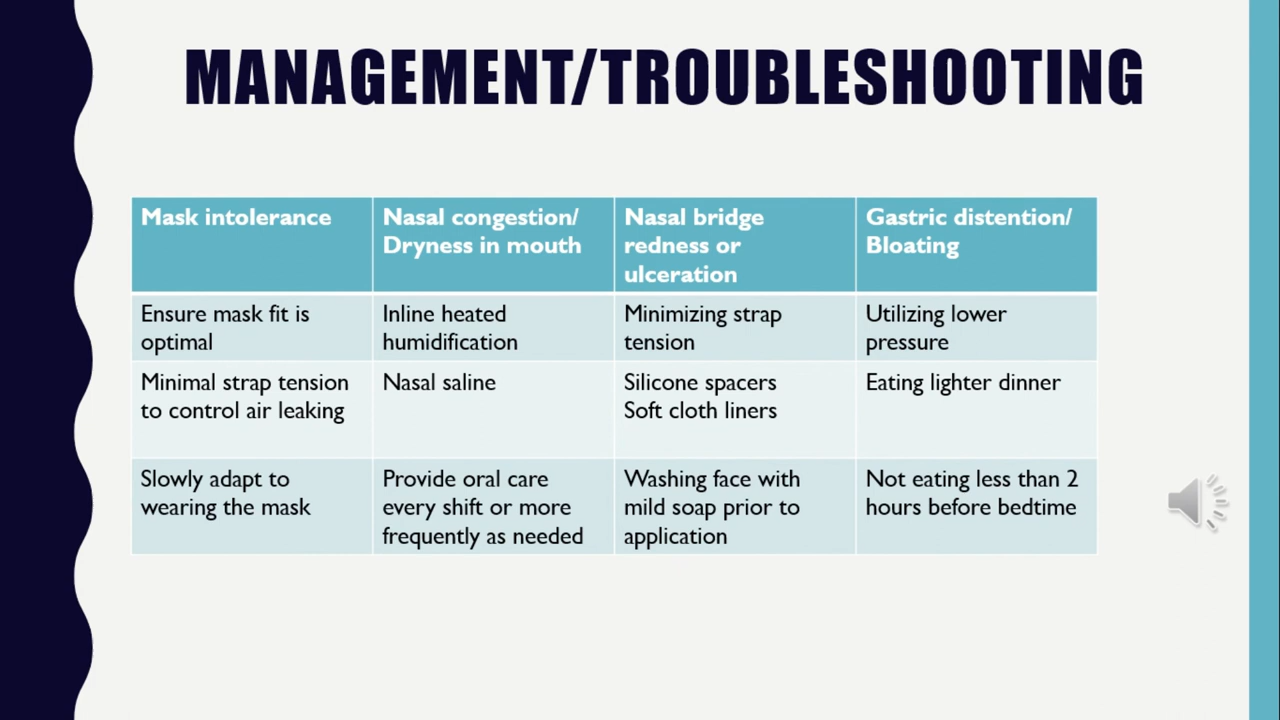 MANAGEMENT/TROUBLESHOOTING
Mask intolerance
Nasal congestion/
Dryness in mouth
Nasal bridge
redness or
ulceration
Gastric distention/
Bloating
Ensure mask fit is
optimal
Inline heated
humidification
Minimizing strap
tension
Utilizing lower
pressure
Minimal strap tension
to control air leaking
Nasal saline
Silicone spacers
Soft cloth liners
Eating lighter dinner
Slowly adapt to
wearing the mask
Provide oral care
every shift or more
frequently as needed
Washing face with
mild soap prior to
application
Not eating less than 2
hours before bedtime